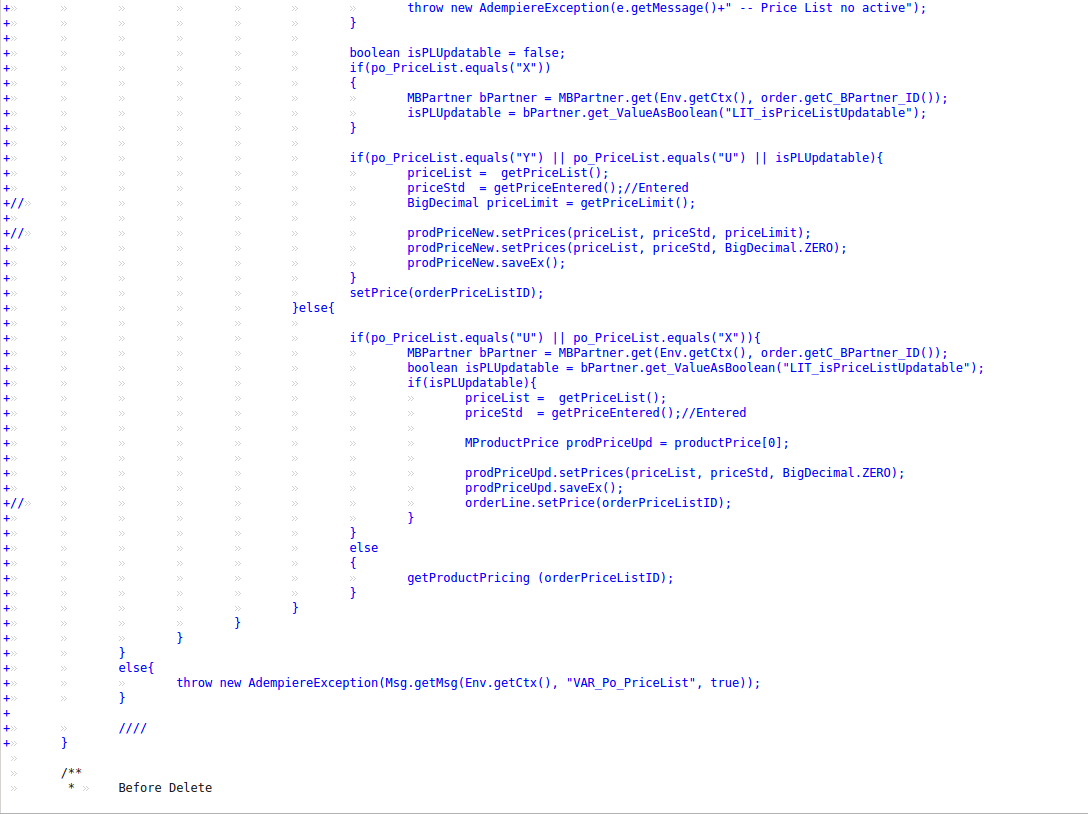 + throw new AdempiereException(e.getMessage()+" -- Price List no active");
+ }
+
+ boolean isPLUpdatable = false;
+ if(po_PriceList.equals("X"))
+ {
+ MBPartner bPartner = MBPartner.get(Env.getCtx(), order.getC_BPartner_ID());
+ isPLUpdatable = bPartner.get_ValueAsBoolean("LIT_isPriceListUpdatable");
+ }
+
+ if(po_PriceList.equals("Y") || po_PriceList.equals("U") || isPLUpdatable){
+ priceList =  getPriceList();
+ priceStd  = getPriceEntered();//Entered
+// BigDecimal priceLimit = getPriceLimit();
+
+// prodPriceNew.setPrices(priceList, priceStd, priceLimit);
+ prodPriceNew.setPrices(priceList, priceStd, BigDecimal.ZERO);
+ prodPriceNew.saveEx();
+ }
+ setPrice(orderPriceListID);
+ }else{
+
+ if(po_PriceList.equals("U") || po_PriceList.equals("X")){
+ MBPartner bPartner = MBPartner.get(Env.getCtx(), order.getC_BPartner_ID());
+ boolean isPLUpdatable = bPartner.get_ValueAsBoolean("LIT_isPriceListUpdatable");
+ if(isPLUpdatable){
+ priceList =  getPriceList();
+ priceStd  = getPriceEntered();//Entered
+
+ MProductPrice prodPriceUpd = productPrice[0];
+
+ prodPriceUpd.setPrices(priceList, priceStd, BigDecimal.ZERO);
+ prodPriceUpd.saveEx();
+// orderLine.setPrice(orderPriceListID);
+ }
+ }
+ else
+ {
+ getProductPricing (orderPriceListID);
+ }
+ }
+ }
+ }
+ }
+ else{
+ throw new AdempiereException(Msg.getMsg(Env.getCtx(), "VAR_Po_PriceList", true));
+ }
+
+ ////
+ }

/**
* Before Delete